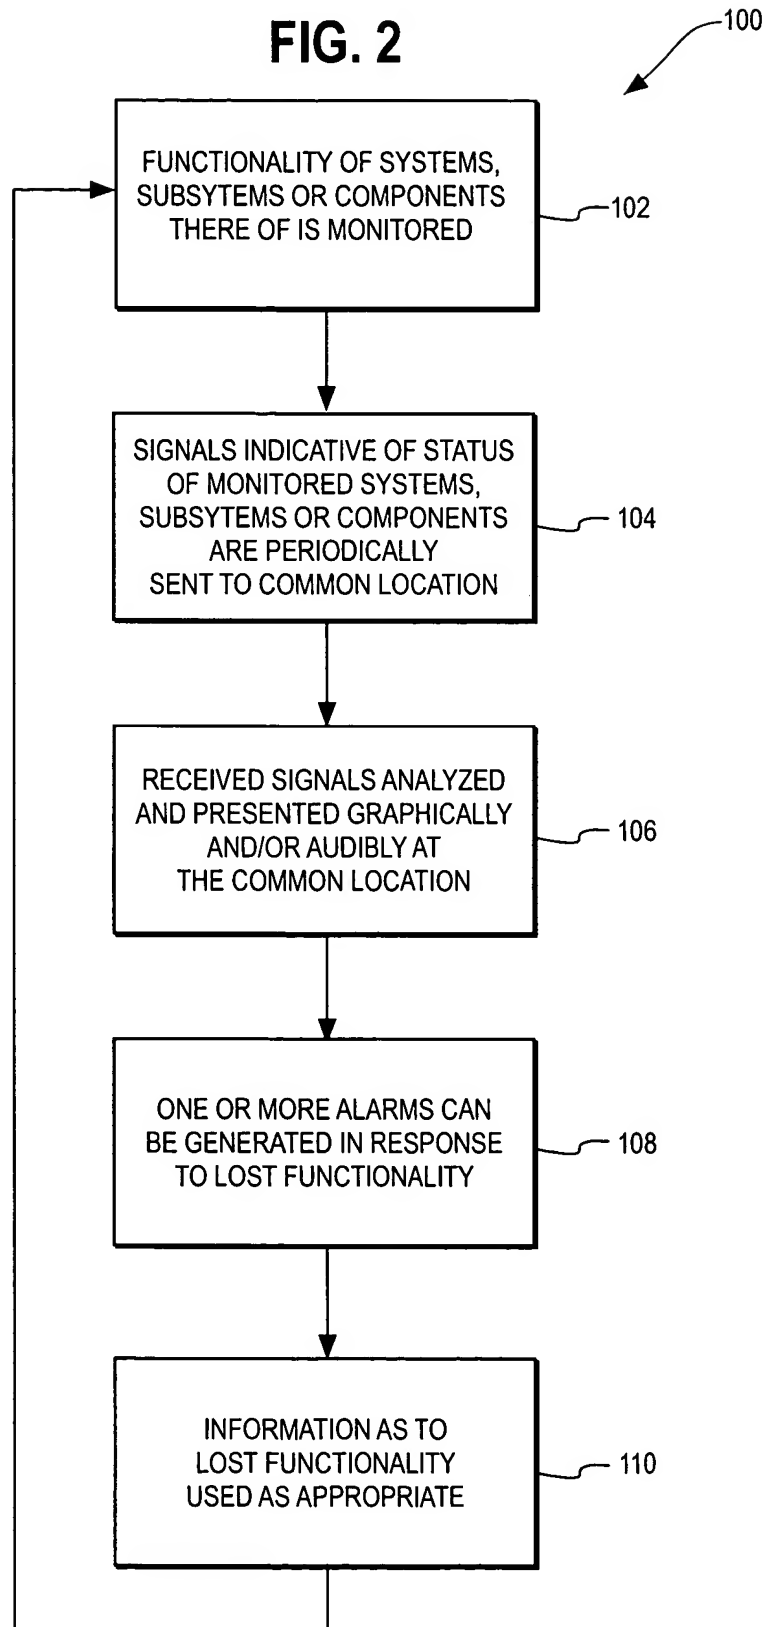 FIG. 2
100
FUNCTIONALITY OF SYSTEMS,
SUBSYTEMS OR COMPONENTS
THERE OF IS MONITORED
102
SIGNALS INDICATIVE OF STATUS
OF MONITORED SYSTEMS,
SUBSYTEMS OR COMPONENTS
ARE PERIODICALLY
SENT TO COMMON LOCATION
104
RECEIVED SIGNALS ANALYZED
AND PRESENTED GRAPHICALLY
AND/OR AUDIBLY AT
THE COMMON LOCATION
106
ONE OR MORE ALARMS CAN
BE GENERATED IN RESPONSE
TO LOST FUNCTIONALITY
108
INFORMATION AS TO
LOST FUNCTIONALITY
USED AS APPROPRIATE
110